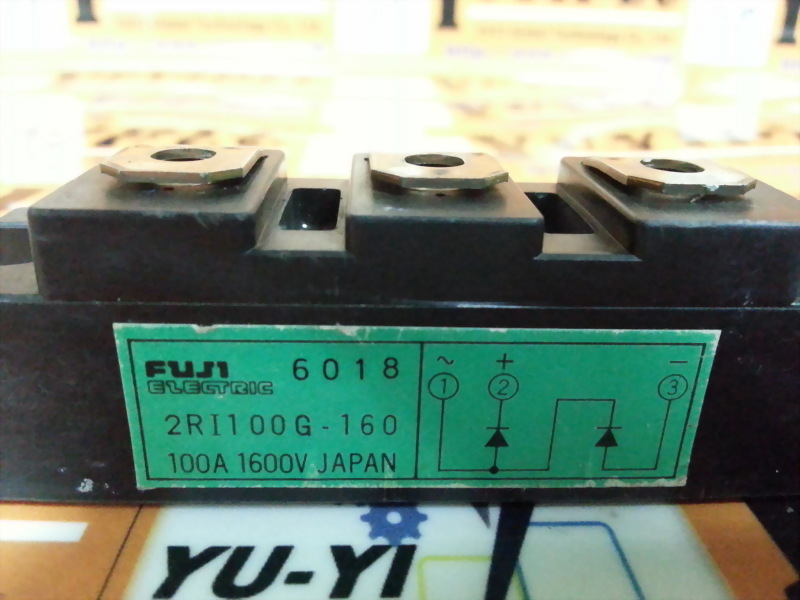 FUJI 6018
ELECTRIC
2RI100G-160
100A 1600V JAPAN
~ + −
1 2 3
YU-YI